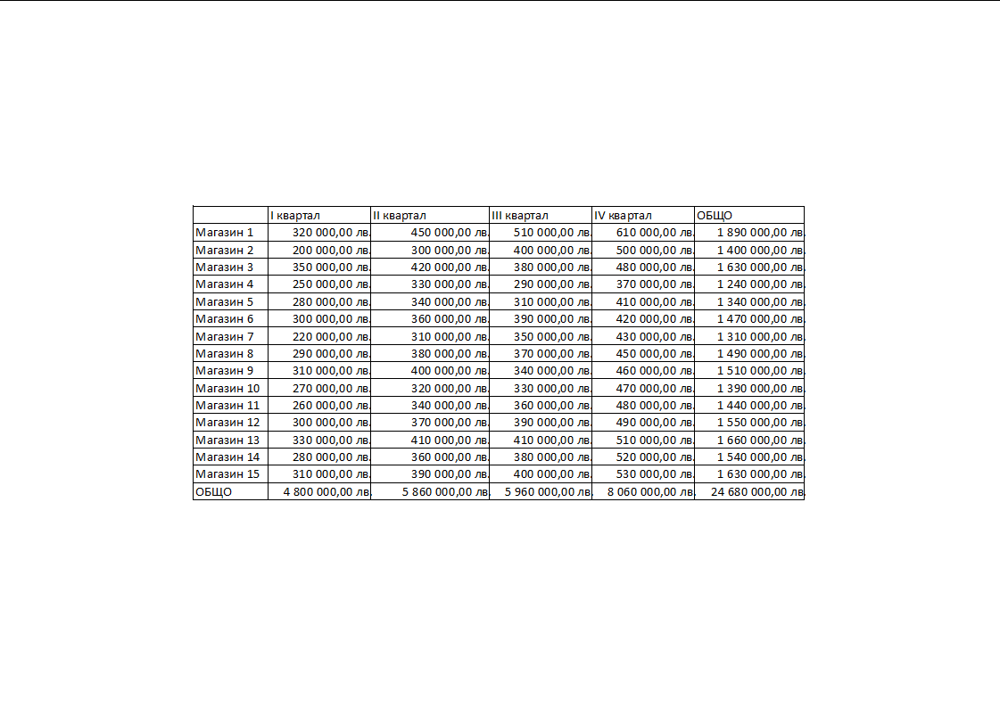 I квартал II квартал III квартал IV квартал ОБЩО
Магазин 1 320 000,00 лв. 450 000,00 лв. 510 000,00 лв. 610 000,00 лв. 1 890 000,00 лв.
Магазин 2 200 000,00 лв. 300 000,00 лв. 400 000,00 лв. 500 000,00 лв. 1 400 000,00 лв.
Магазин 3 350 000,00 лв. 420 000,00 лв. 380 000,00 лв. 480 000,00 лв. 1 630 000,00 лв.
Магазин 4 250 000,00 лв. 330 000,00 лв. 290 000,00 лв. 370 000,00 лв. 1 240 000,00 лв.
Магазин 5 280 000,00 лв. 340 000,00 лв. 310 000,00 лв. 410 000,00 лв. 1 340 000,00 лв.
Магазин 6 300 000,00 лв. 360 000,00 лв. 390 000,00 лв. 420 000,00 лв. 1 470 000,00 лв.
Магазин 7 220 000,00 лв. 310 000,00 лв. 350 000,00 лв. 430 000,00 лв. 1 310 000,00 лв.
Магазин 8 290 000,00 лв. 380 000,00 лв. 370 000,00 лв. 450 000,00 лв. 1 490 000,00 лв.
Магазин 9 310 000,00 лв. 400 000,00 лв. 340 000,00 лв. 460 000,00 лв. 1 510 000,00 лв.
Магазин 10 270 000,00 лв. 320 000,00 лв. 330 000,00 лв. 470 000,00 лв. 1 390 000,00 лв.
Магазин 11 260 000,00 лв. 340 000,00 лв. 360 000,00 лв. 480 000,00 лв. 1 440 000,00 лв.
Магазин 12 300 000,00 лв. 370 000,00 лв. 390 000,00 лв. 490 000,00 лв. 1 550 000,00 лв.
Магазин 13 330 000,00 лв. 410 000,00 лв. 410 000,00 лв. 510 000,00 лв. 1 660 000,00 лв.
Магазин 14 280 000,00 лв. 360 000,00 лв. 380 000,00 лв. 520 000,00 лв. 1 540 000,00 лв.
Магазин 15 310 000,00 лв. 390 000,00 лв. 400 000,00 лв. 530 000,00 лв. 1 630 000,00 лв.
ОБЩО 4 800 000,00 лв. 5 860 000,00 лв. 5 960 000,00 лв. 8 060 000,00 лв. 24 680 000,00 лв.